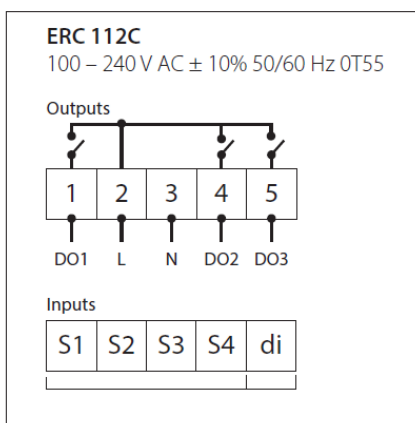 ERC 112C
100 – 240 V AC ± 10% 50/60 Hz 0T55
Outputs
1 2 3 4 5
DO1 L N DO2 DO3
Inputs
S1 S2 S3 S4 di